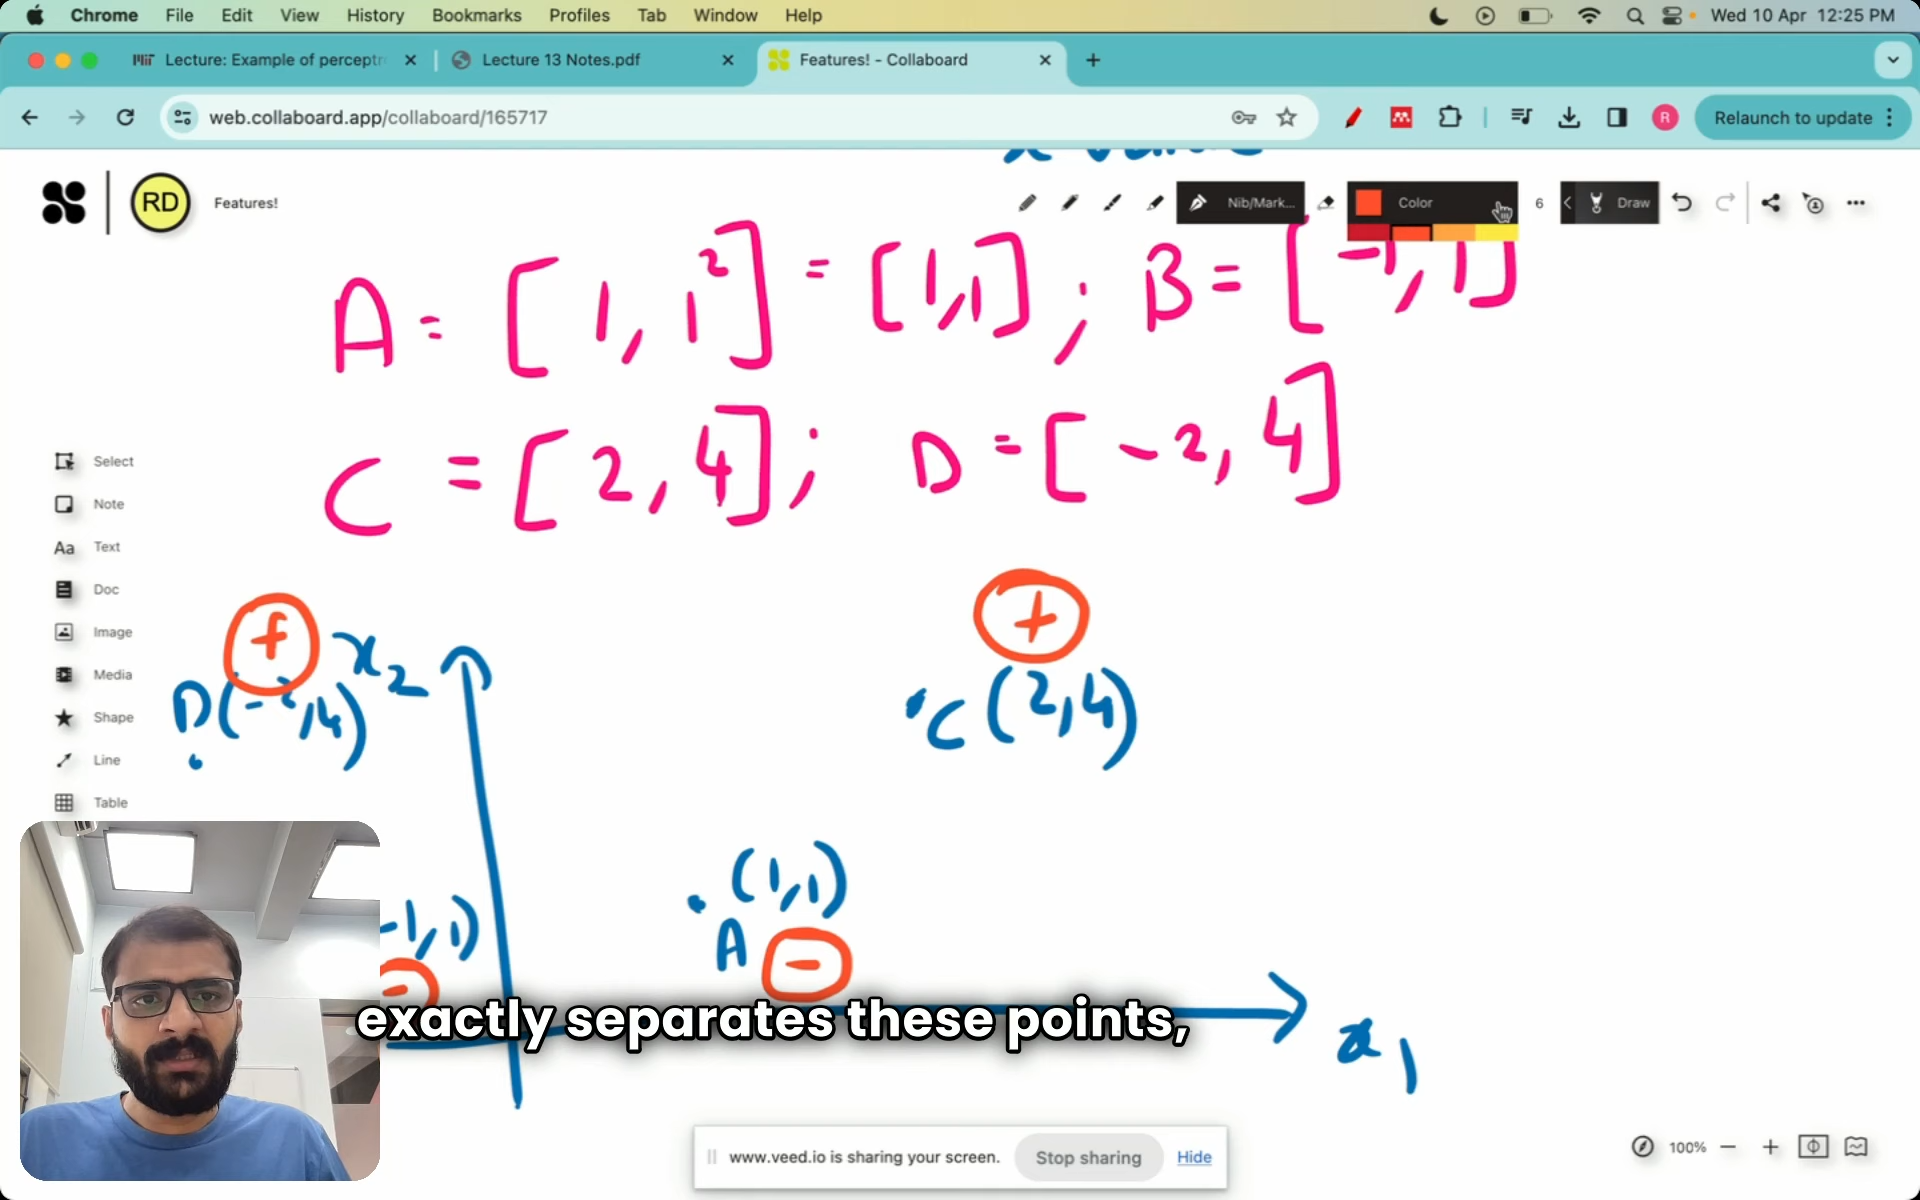 Chrome File Edit View History Bookmarks Profiles Tab Window Help Wed 10 Apr 12:25 PM
Lecture: Example of perceptr Lecture 13 Notes.pdf Features! - Collaboard
web.collaboard.app/collaboard/165717 Relaunch to update
RD Features! Nib/Mark... Color 6 Draw
A = [1, 1²] = [1,1] ; B = [-1, 1]
C = [2, 4] ; D = [-2, 4]
Select
Note
Text
Doc
Image
Media
Shape
Line
Table
+ x2
D(-2,4)
+
C (2,4)
(1,1)
A -
-1,1)
-
x1
exactly separates these points,
www.veed.io is sharing your screen. Stop sharing Hide
100%